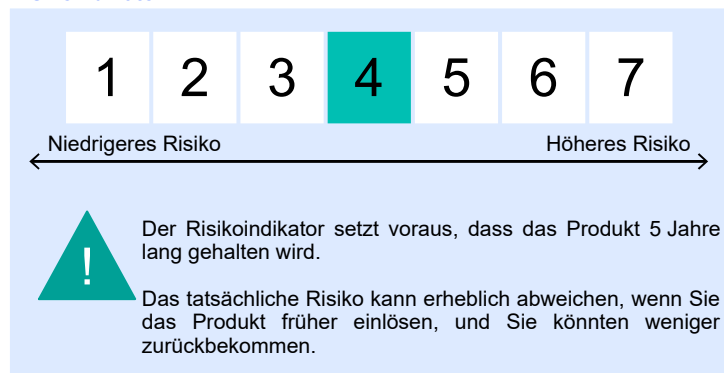 1 2 3 4 5 6 7
Niedrigeres Risiko Höheres Risiko
!
Der Risikoindikator setzt voraus, dass das Produkt 5 Jahre
lang gehalten wird.
Das tatsächliche Risiko kann erheblich abweichen, wenn Sie
das Produkt früher einlösen, und Sie könnten weniger
zurückbekommen.